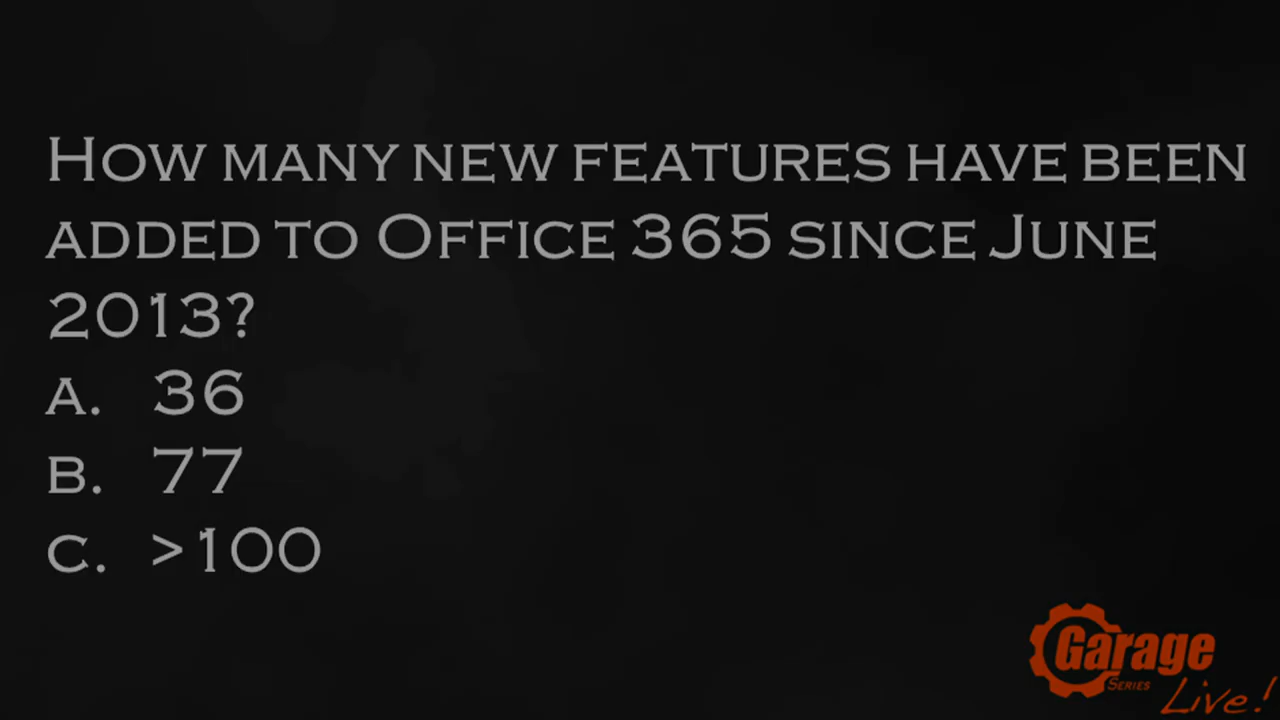 How many new features have been
added to Office 365 since June
2013?
A. 36
B. 77
C. >100
Garage
Series
Live!